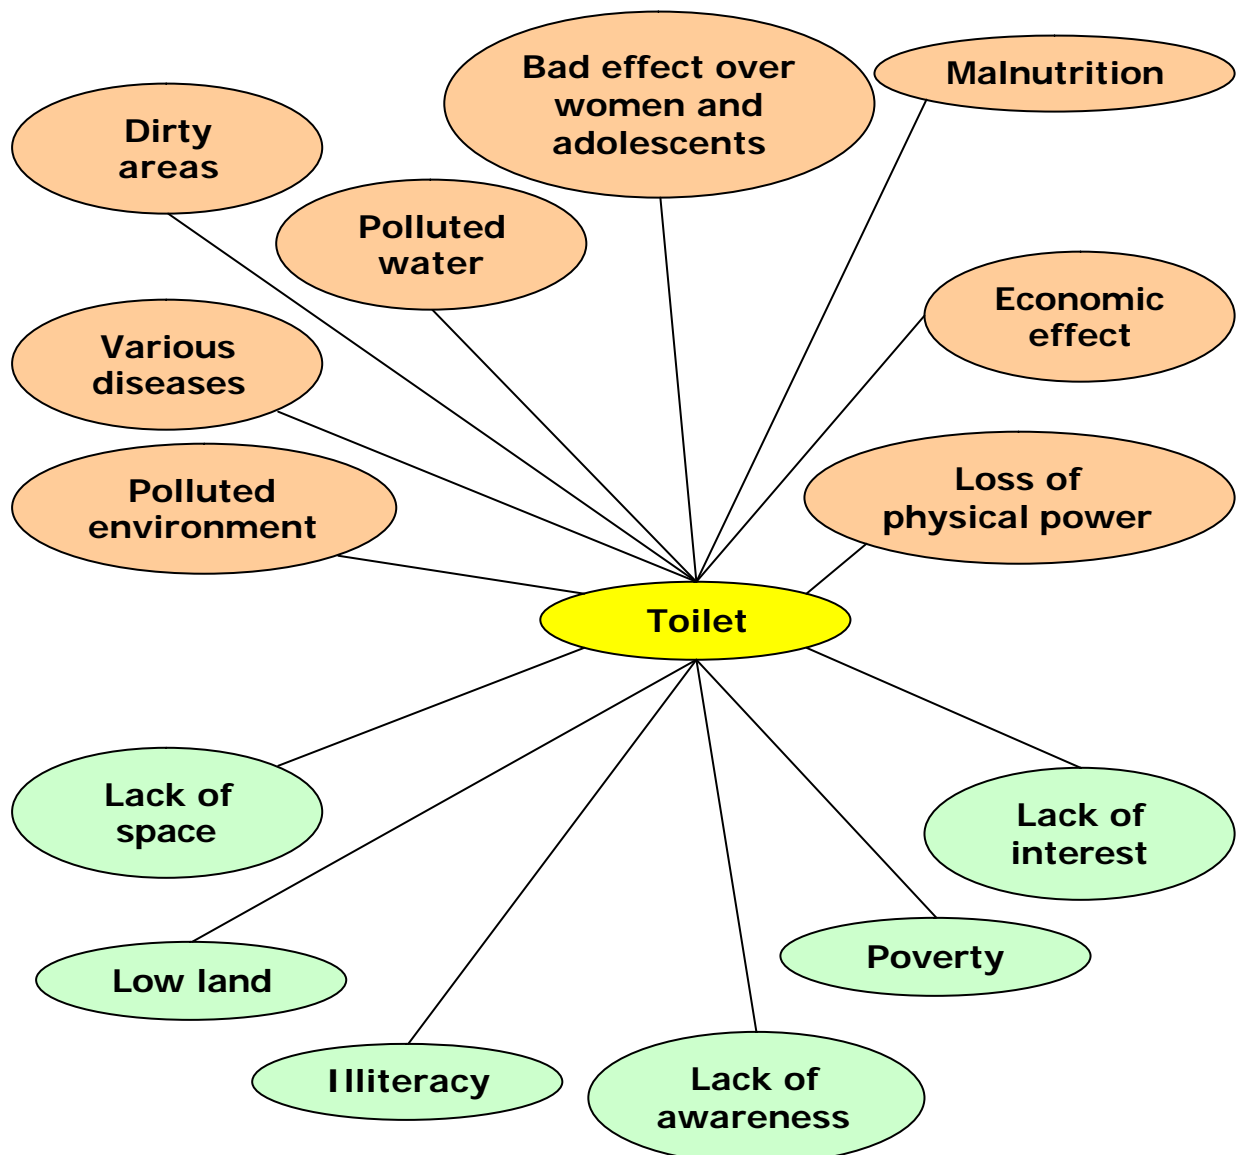 Bad effect over
women and
adolescents
Malnutrition
Dirty
areas
Polluted
water
Economic
effect
Various
diseases
Polluted
environment
Loss of
physical power
Toilet
Lack of
space
Lack of
interest
Low land
Poverty
Illiteracy
Lack of
awareness